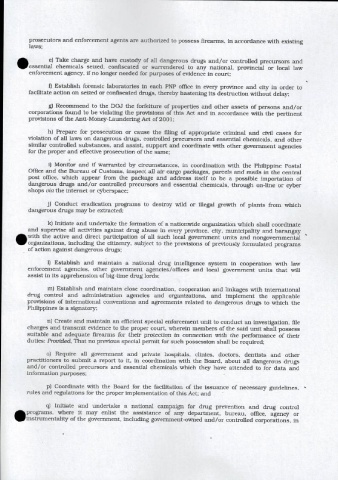 prosecutors and enforcement agents are authorized to possess firearms, in accordance with existing
laws;
e) Take charge and have custody of all dangerous drugs and/or controlled precursors and
essential chemicals seized, confiscated or surrendered to any national, provincial or local law
enforcement agency, if no longer needed for purposes of evidence in court;
f) Establish forensic laboratories in each PNP office in every province and city in order to
facilitate action on seized or confiscated drugs, thereby hastening its destruction without delay;
g) Recommend to the DOJ the forfeiture of properties and other assets of persons and/or
corporations found to be violating the provisions of this Act and in accordance with the pertinent
provisions of the Anti-Money Laundering Act of 2001;
h) Prepare for prosecution or cause the filing of appropriate criminal and civil cases for
violation of all laws on dangerous drugs, controlled precursors and essential chemicals, and other
similar controlled substances, and assist, support and coordinate with other government agencies
for the proper and effective prosecution of the same;
i) Monitor and if warranted by circumstances, in coordination with the Philippine Postal
Office and the Bureau of Customs, inspect all air cargo packages, parcels and mails in the central
post office, which appear from the package and address itself to be a possible importation of
dangerous drugs and/or controlled precursors and essential chemicals, through on-line or cyber
shops via the internet or cyberspace;
j) Conduct eradication programs to destroy wild or illegal growth of plants from which
dangerous drugs may be extracted;
k) Initiate and undertake the formation of a nationwide organization which shall coordinate
and supervise all activities against drug abuse in every province, city, municipality and barangay
with the active and direct participation of all such local government units and nongovernmental
organizations, including the citizenry, subject to the provisions of previously formulated programs
of action against dangerous drugs;
l) Establish and maintain a national drug intelligence system in cooperation with law
enforcement agencies, other government agencies/offices and local government units that will
assist in its apprehension of big time drug lords;
m) Establish and maintain close coordination, cooperation and linkages with international
drug control and administration agencies and organizations, and implement the applicable
provisions of international conventions and agreements related to dangerous drugs to which the
Philippines is a signatory;
n) Create and maintain an efficient special enforcement unit to conduct an investigation, file
charges and transmit evidence to the proper court, wherein members of the said unit shall possess
suitable and adequate firearms for their protection in connection with the performance of their
duties: Provided, That no previous special permit for such possession shall be required;
o) Require all government and private hospitals, clinics, doctors, dentists and other
practitioners to submit a report to it, in coordination with the Board, about all dangerous drugs
and/or controlled precursors and essential chemicals which they have attended to for data and
information purposes;
p) Coordinate with the Board for the facilitation of the issuance of necessary guidelines,
rules and regulations for the proper implementation of this Act; and
q) Initiate and undertake a national campaign for drug prevention and drug control
programs, where it may enlist the assistance of any department, bureau, office, agency or
instrumentality of the government, including government-owned and/or controlled corporations, in